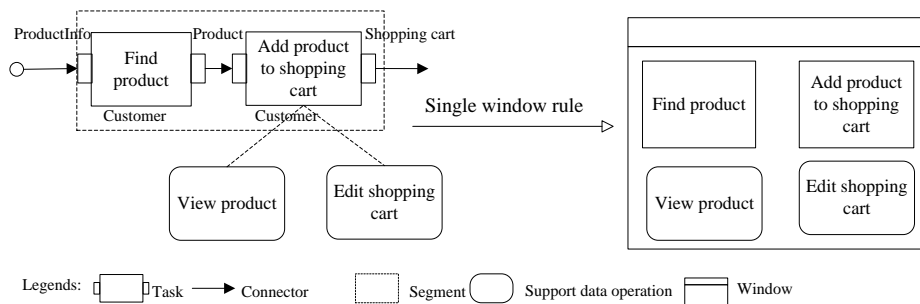 ProductInfo
Product
Shopping cart
Find
product
Add product
to shopping
cart
Customer
Customer
Single window rule
View product
Edit shopping
cart
Find product
Add product
to shopping
cart
View product
Edit shopping
cart
Legends:
Task
Connector
Segment
Support data operation
Window